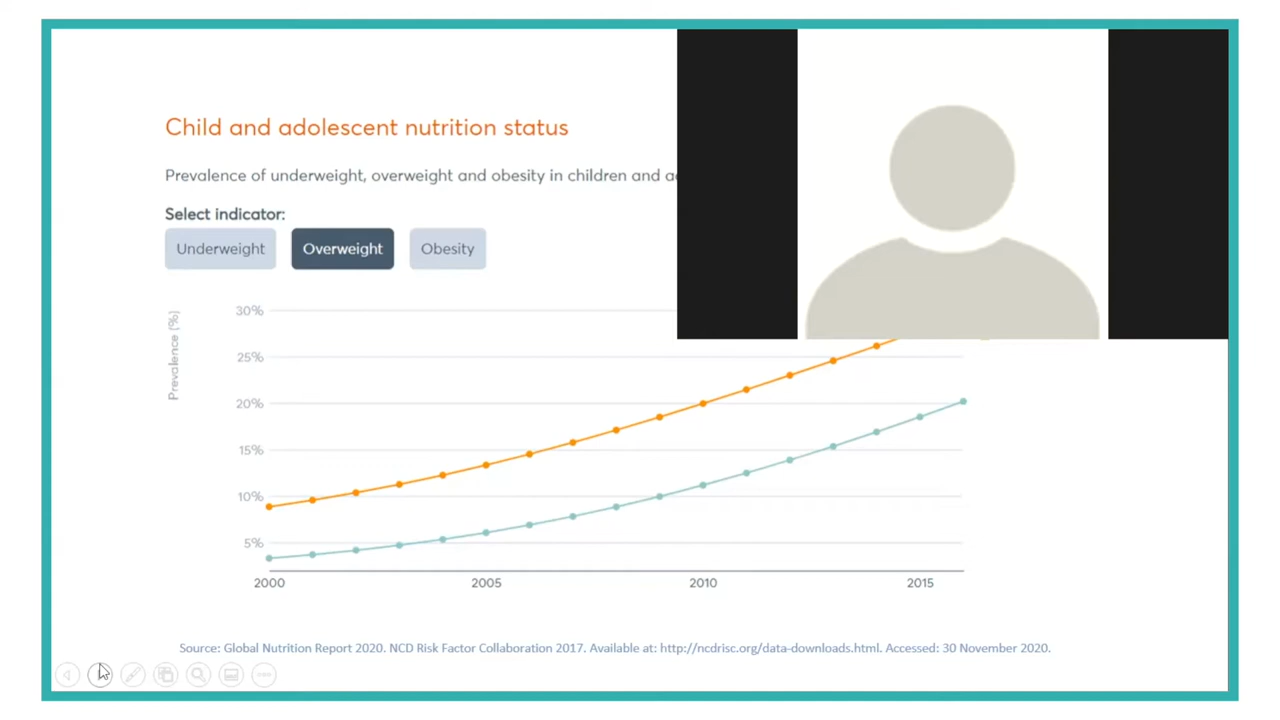 Child and adolescent nutrition status
Prevalence of underweight, overweight and obesity in children and
Select indicator:
Underweight Overweight Obesity
Prevalence (%)
30%
25%
20%
15%
10%
5%
2000 2005 2010 2015
Source: Global Nutrition Report 2020. NCD Risk Factor Collaboration 2017. Available at: http://ncdrisc.org/data-downloads.html. Accessed: 30 November 2020.